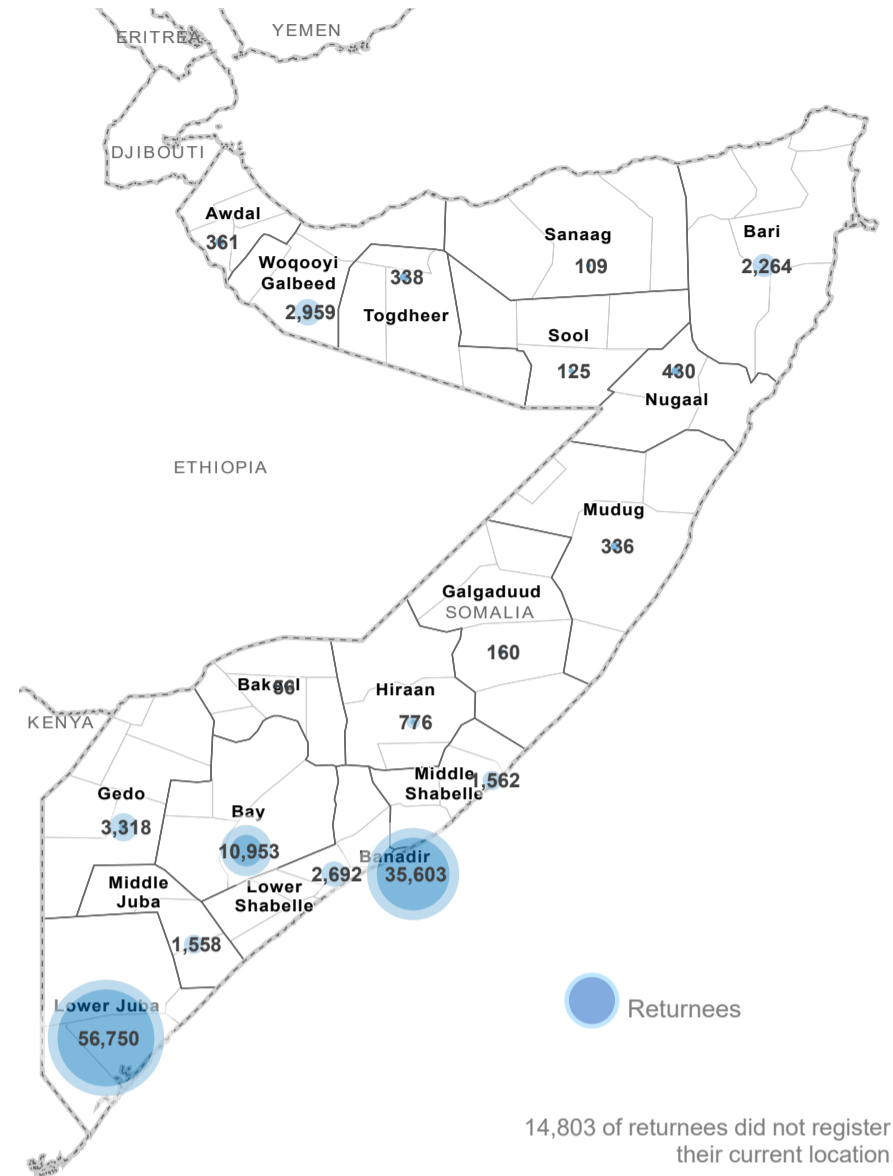 ERITREA
YEMEN
DJIBOUTI
Awdal
361
Woqooyi
Galbeed
2,959
338
Togdheer
Sanaag
109
Bari
2,264
Sool
125
430
Nugaal
ETHIOPIA
Mudug
336
Galgaduud
SOMALIA
160
Bakool
56
Hiraan
776
KENYA
Middle
Shabelle
1,562
Gedo
3,318
Bay
10,953
Banadir
35,603
2,692
Lower
Shabelle
Middle
Juba
1,558
Lower Juba
56,750
Returnees
14,803 of returnees did not register
their current location